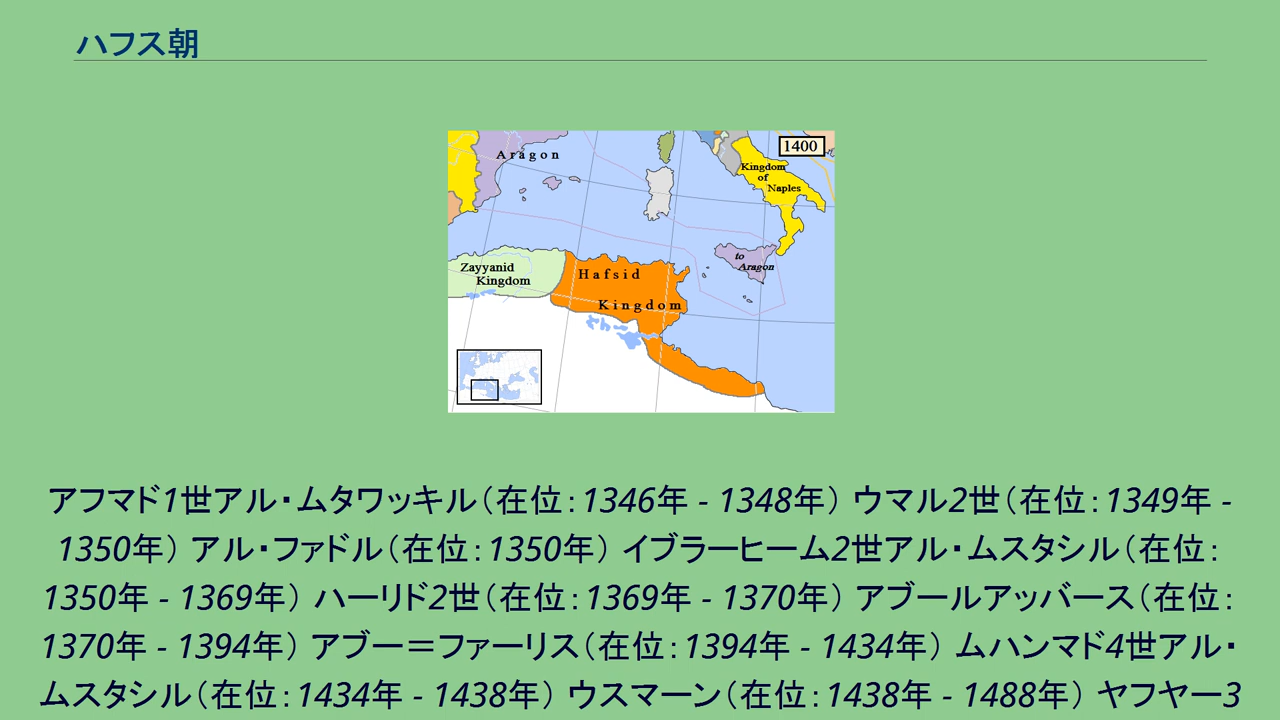 ハフス朝
1400
Aragon
Kingdom
of
Naples
to
Aragon
Zayyanid
Kingdom
Hafsid
Kingdom
アフマド1世アル・ムタワッキル（在位：1346年 - 1348年） ウマル2世（在位：1349年 -
1350年） アル・ファドル（在位：1350年） イブラーヒーム2世アル・ムスタシル（在位：
1350年 - 1369年） ハーリド2世（在位：1369年 - 1370年） アブールアッバース（在位：
1370年 - 1394年） アブー＝ファーリス（在位：1394年 - 1434年） ムハンマド4世アル・
ムスタシル（在位：1434年 - 1438年） ウスマーン（在位：1438年 - 1488年） ヤフヤー3